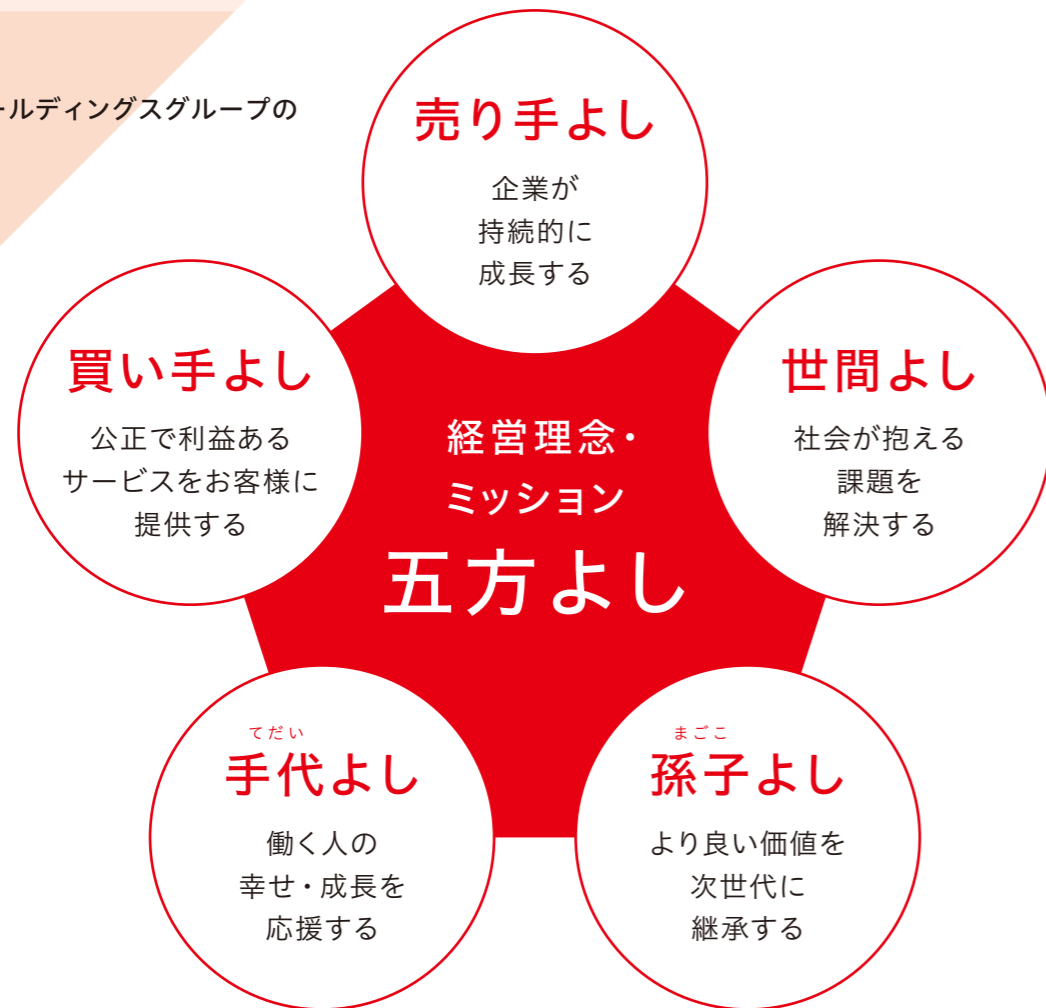 ールディングスグループの
売り手よし
企業が
持続的に
成長する
買い手よし
公正で利益ある
サービスをお客様に
提供する
世間よし
社会が抱える
課題を
解決する
経営理念・
ミッション
五方よし
てだい
手代よし
働く人の
幸せ・成長を
応援する
まごこ
孫子よし
より良い価値を
次世代に
継承する